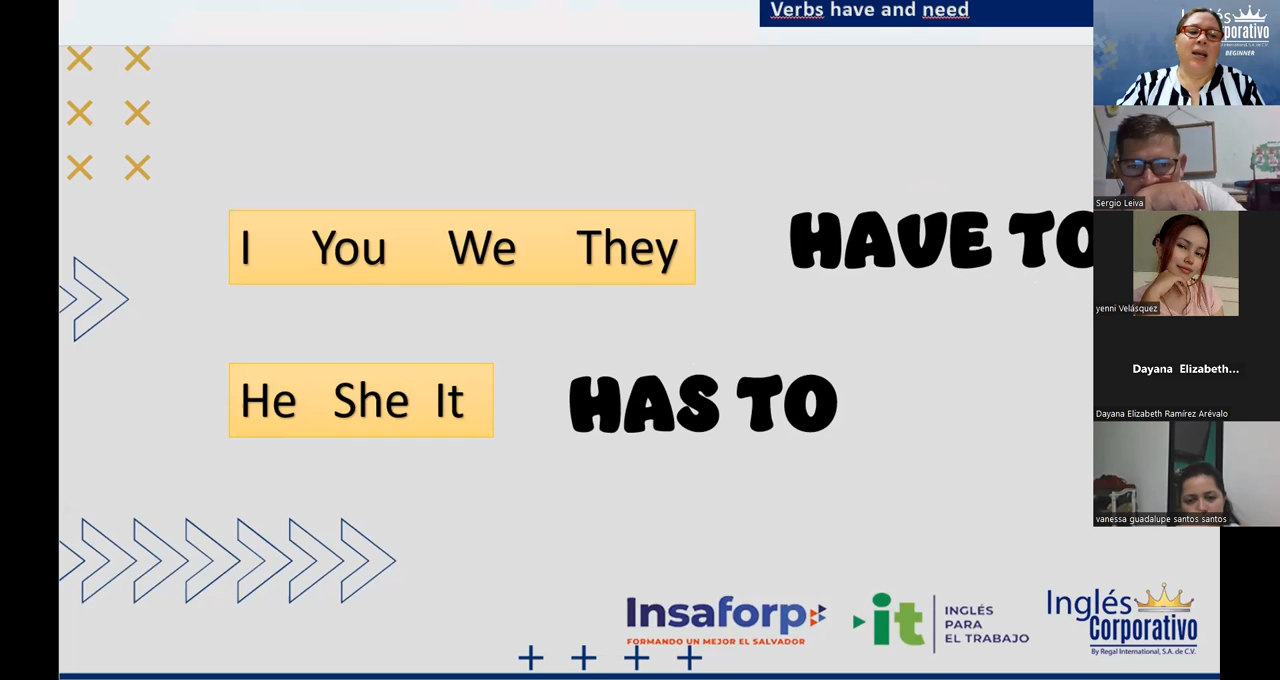 Verbs have and need
I You We They
HAVE TO
He She It
HAS TO
Insaforp
FORMANDO UN MEJOR EL SALVADOR
it
INGLÉS
PARA
EL TRABAJO
Inglés
Corporativo
By Regal International, S.A. de C.V.
BEGINNER
Sergio Leiva
yenni Velásquez
Dayana Elizabeth...
Dayana Elizabeth Ramírez Arévalo
vanessa guadalupe santos santos